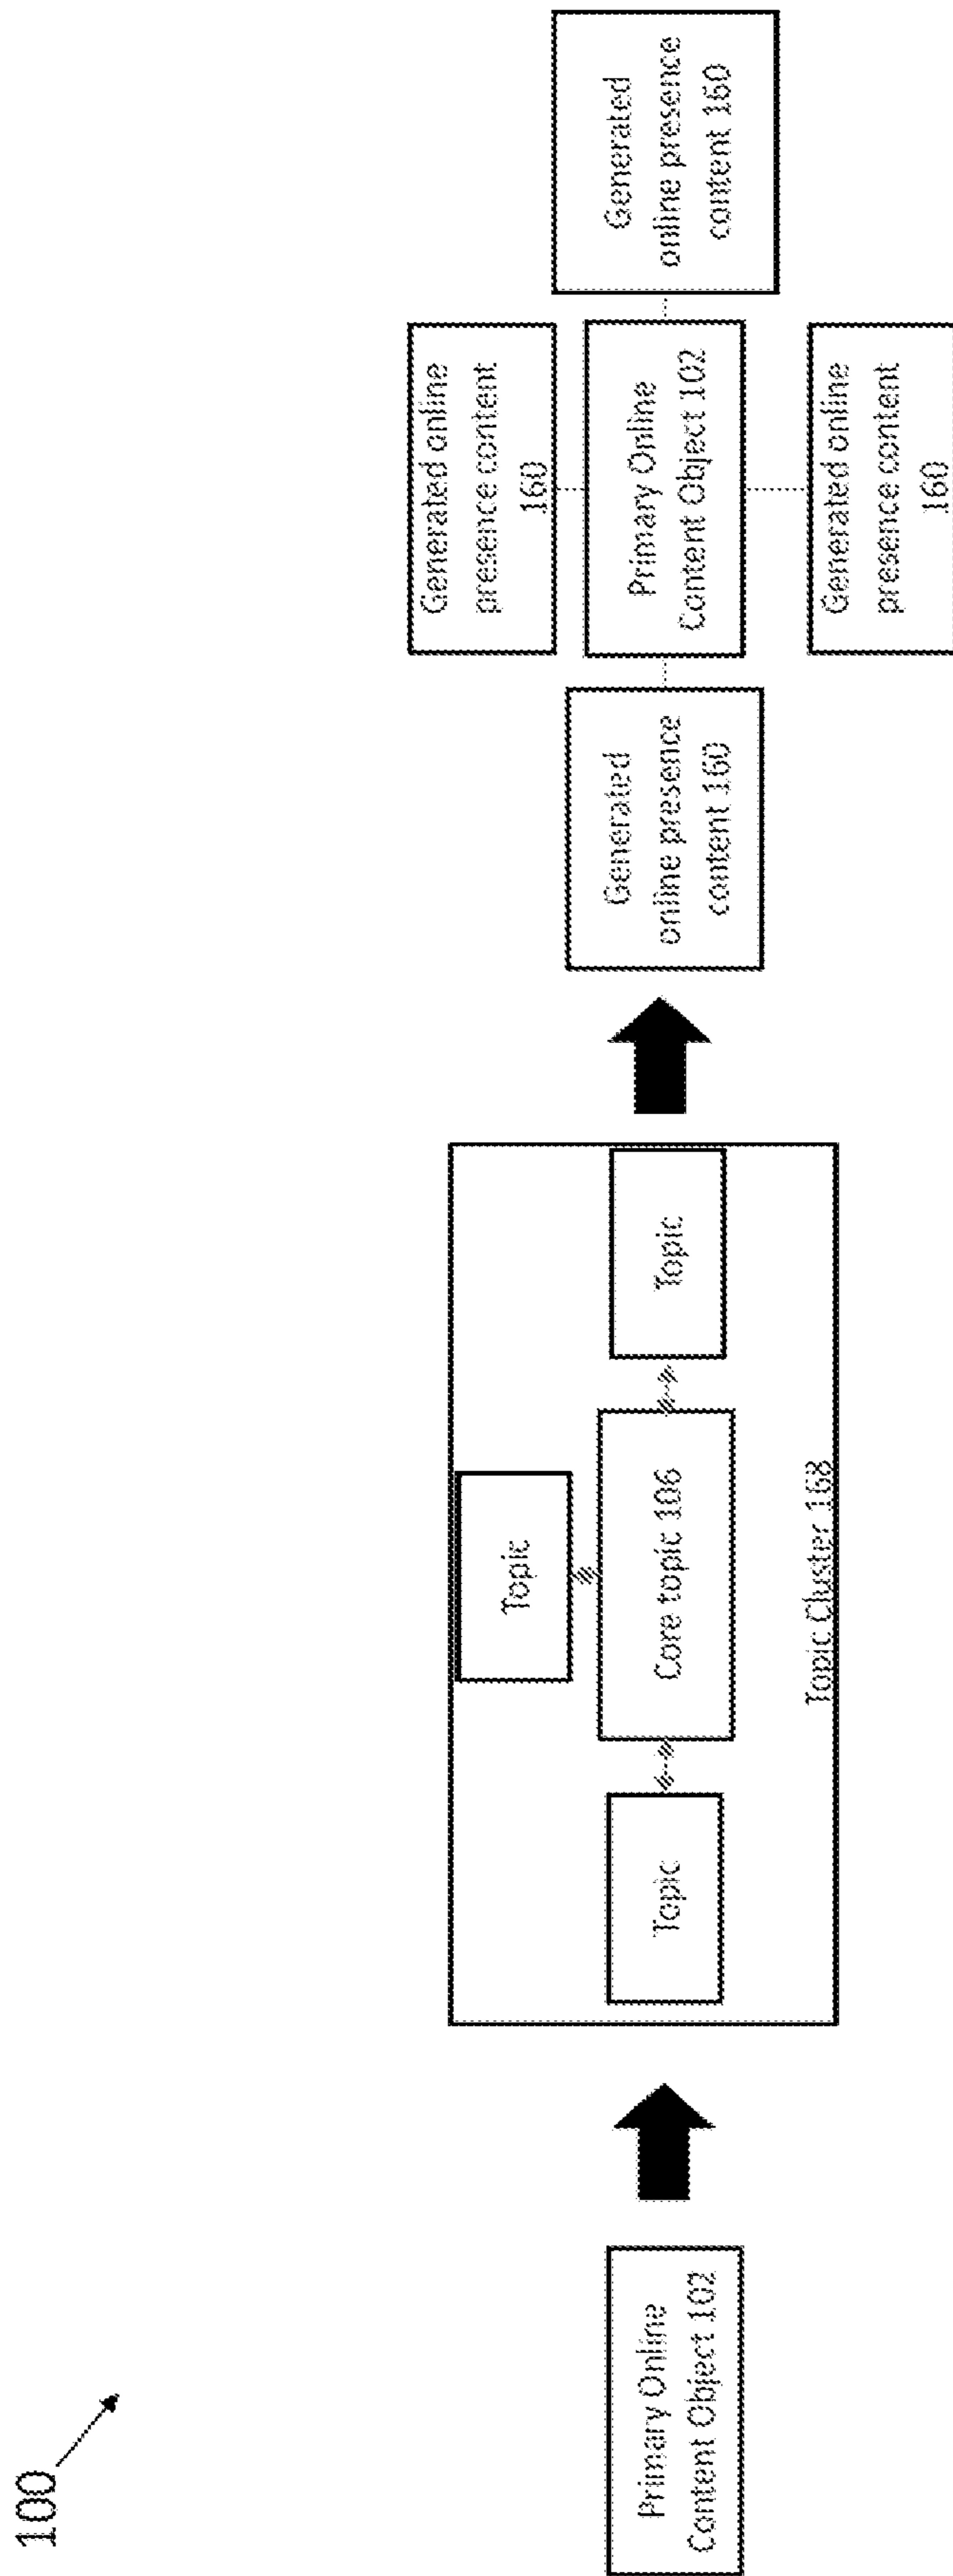 100
Primary Online
Content Object 102
Topic
Topic
Core topic 106
Topic
Topic Cluster 168
Generated
online presence
content 160
Generated online
presence content
160
Primary Online
Content Object 102
Generated online
presence content
160
Generated
online presence
content 160